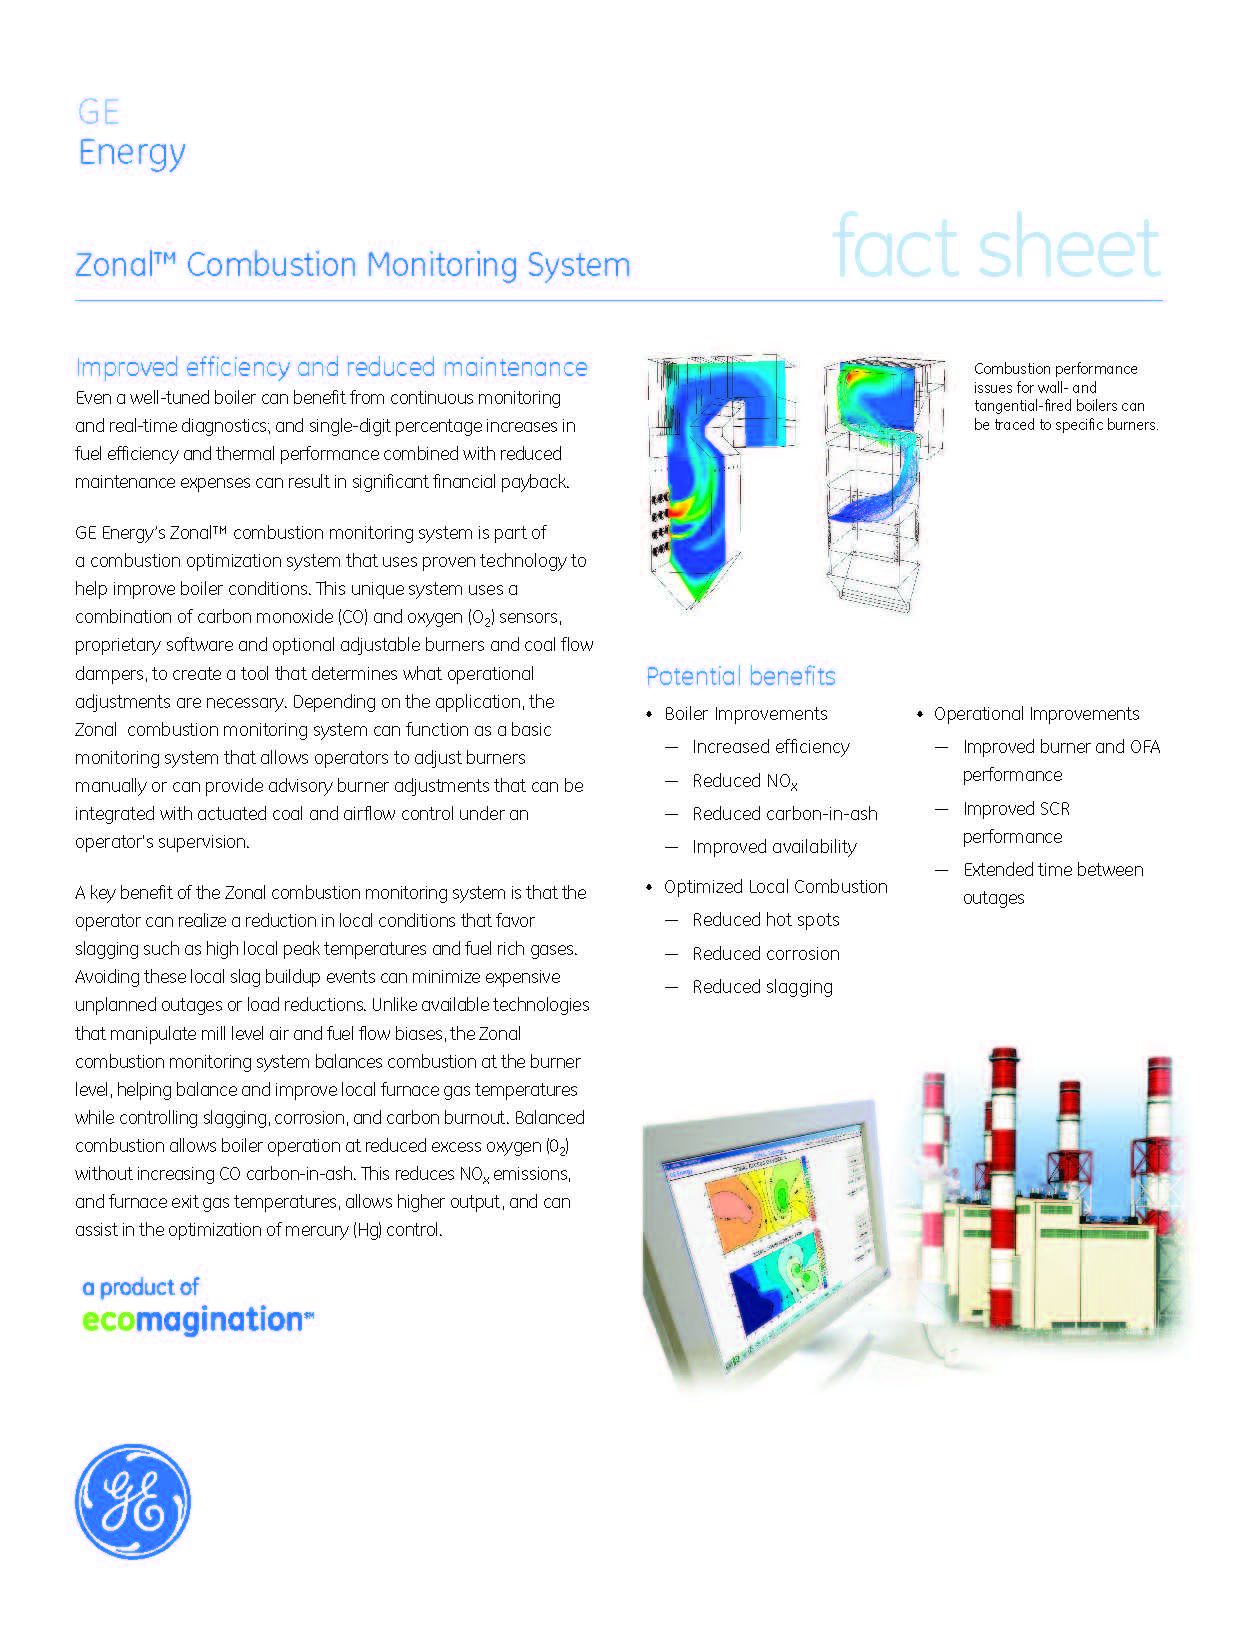 GE
Energy
Zonal™ Combustion Monitoring System
fact sheet
Improved efficiency and reduced maintenance
Even a well-tuned boiler can benefit from continuous monitoring
and real-time diagnostics; and single-digit percentage increases in
fuel efficiency and thermal performance combined with reduced
maintenance expenses can result in significant financial payback.
GE Energy's Zonal™ combustion monitoring system is part of
a combustion optimization system that uses proven technology to
help improve boiler conditions. This unique system uses a
combination of carbon monoxide (CO) and oxygen (O₂) sensors,
proprietary software and optional adjustable burners and coal flow
dampers, to create a tool that determines what operational
adjustments are necessary. Depending on the application, the
Zonal combustion monitoring system can function as a basic
monitoring system that allows operators to adjust burners
manually or can provide advisory burner adjustments that can be
integrated with actuated coal and airflow control under an
operator's supervision.
A key benefit of the Zonal combustion monitoring system is that the
operator can realize a reduction in local conditions that favor
slagging such as high local peak temperatures and fuel rich gases.
Avoiding these local slag buildup events can minimize expensive
unplanned outages or load reductions. Unlike available technologies
that manipulate mill level air and fuel flow biases, the Zonal
combustion monitoring system balances combustion at the burner
level, helping balance and improve local furnace gas temperatures
while controlling slagging, corrosion, and carbon burnout. Balanced
combustion allows boiler operation at reduced excess oxygen (0₂)
without increasing CO carbon-in-ash. This reduces NOₓ emissions,
and furnace exit gas temperatures, allows higher output, and can
assist in the optimization of mercury (Hg) control.
a product of
ecomagination℠
GE
Combustion performance
issues for wall- and
tangential-fired boilers can
be traced to specific burners.
Potential benefits
• Boiler Improvements
— Increased efficiency
— Reduced NOₓ
— Reduced carbon-in-ash
— Improved availability
• Optimized Local Combustion
— Reduced hot spots
— Reduced corrosion
— Reduced slagging
• Operational Improvements
— Improved burner and OFA
performance
— Improved SCR
performance
— Extended time between
outages